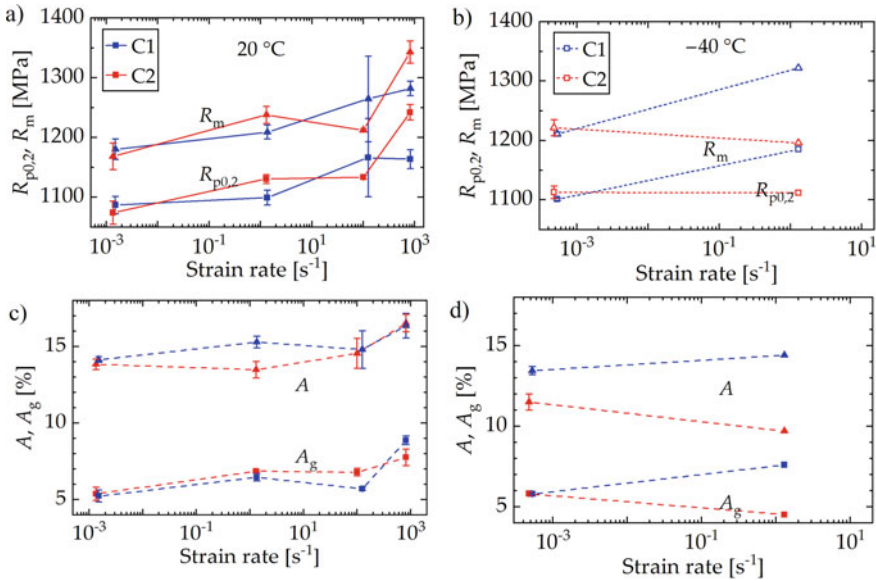 a)
1400
1300
1200
1100
R_p0,2, R_m [MPa]
C1
C2
20 °C
R_m
R_p0,2
10^-3 10^-1 10^1 10^3
Strain rate [s^-1]
b)
1400
1300
1200
1100
R_p0,2, R_m [MPa]
C1
C2
−40 °C
R_m
R_p0,2
10^-3 10^-1 10^1
Strain rate [s^-1]
c)
15
10
5
A, A_g [%]
A
A_g
10^-3 10^-1 10^1 10^3
Strain rate [s^-1]
d)
15
10
5
A, A_g [%]
A
A_g
10^-3 10^-1 10^1
Strain rate [s^-1]